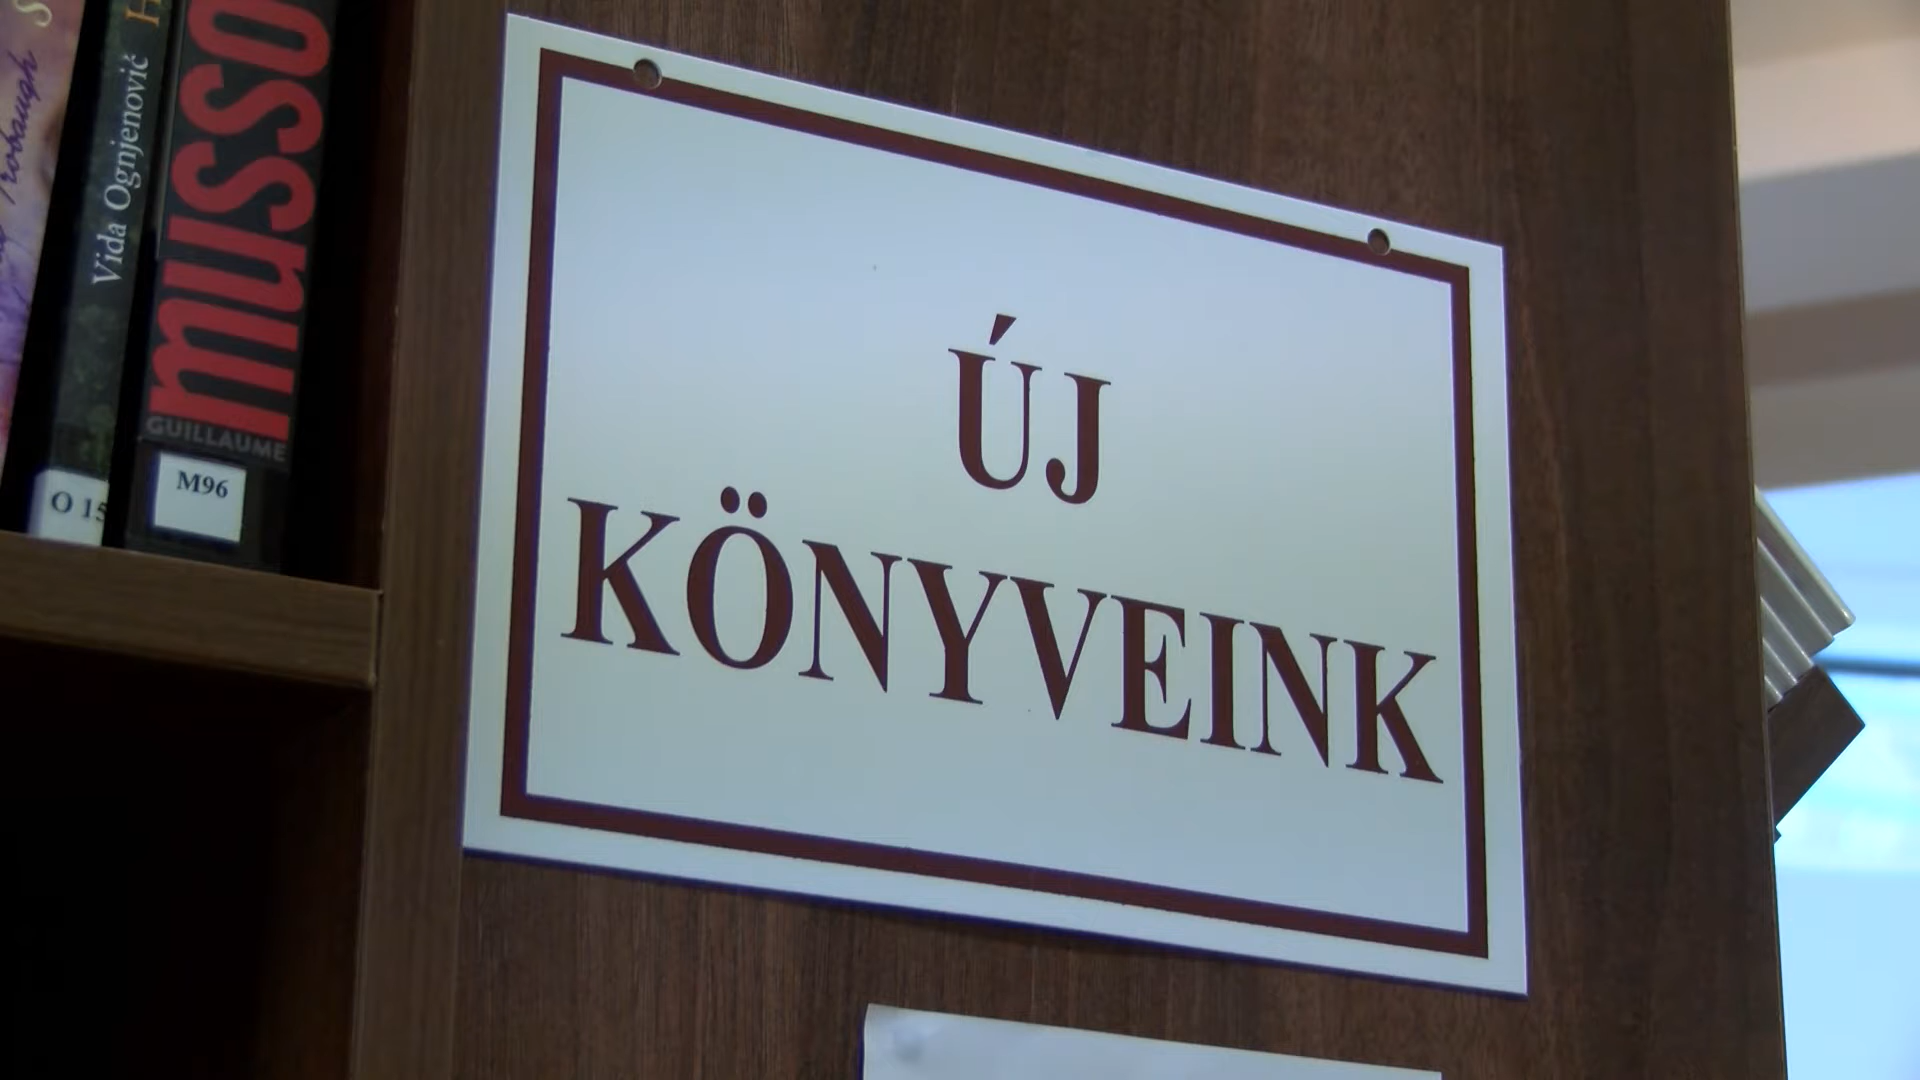 Vida Ognjenović
musso
GUILLAUME
M96
ÚJ
KÖNYVEINK